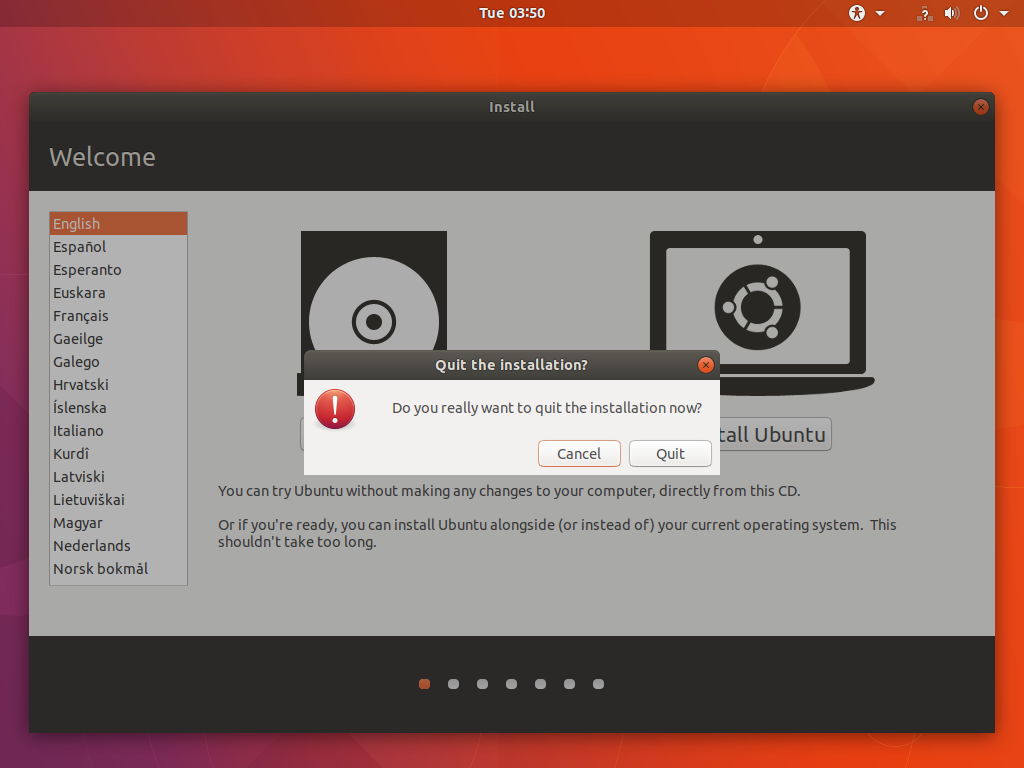 Tue 03:50
Install
Welcome
English
Español
Esperanto
Euskara
Français
Gaeilge
Galego
Hrvatski
Íslenska
Italiano
Kurdî
Latviski
Lietuviškai
Magyar
Nederlands
Norsk bokmål
Quit the installation?
Do you really want to quit the installation now?
Cancel
Quit
Ubuntu
You can try Ubuntu without making any changes to your computer, directly from this CD.
Or if you're ready, you can install Ubuntu alongside (or instead of) your current operating system. This
shouldn't take too long.